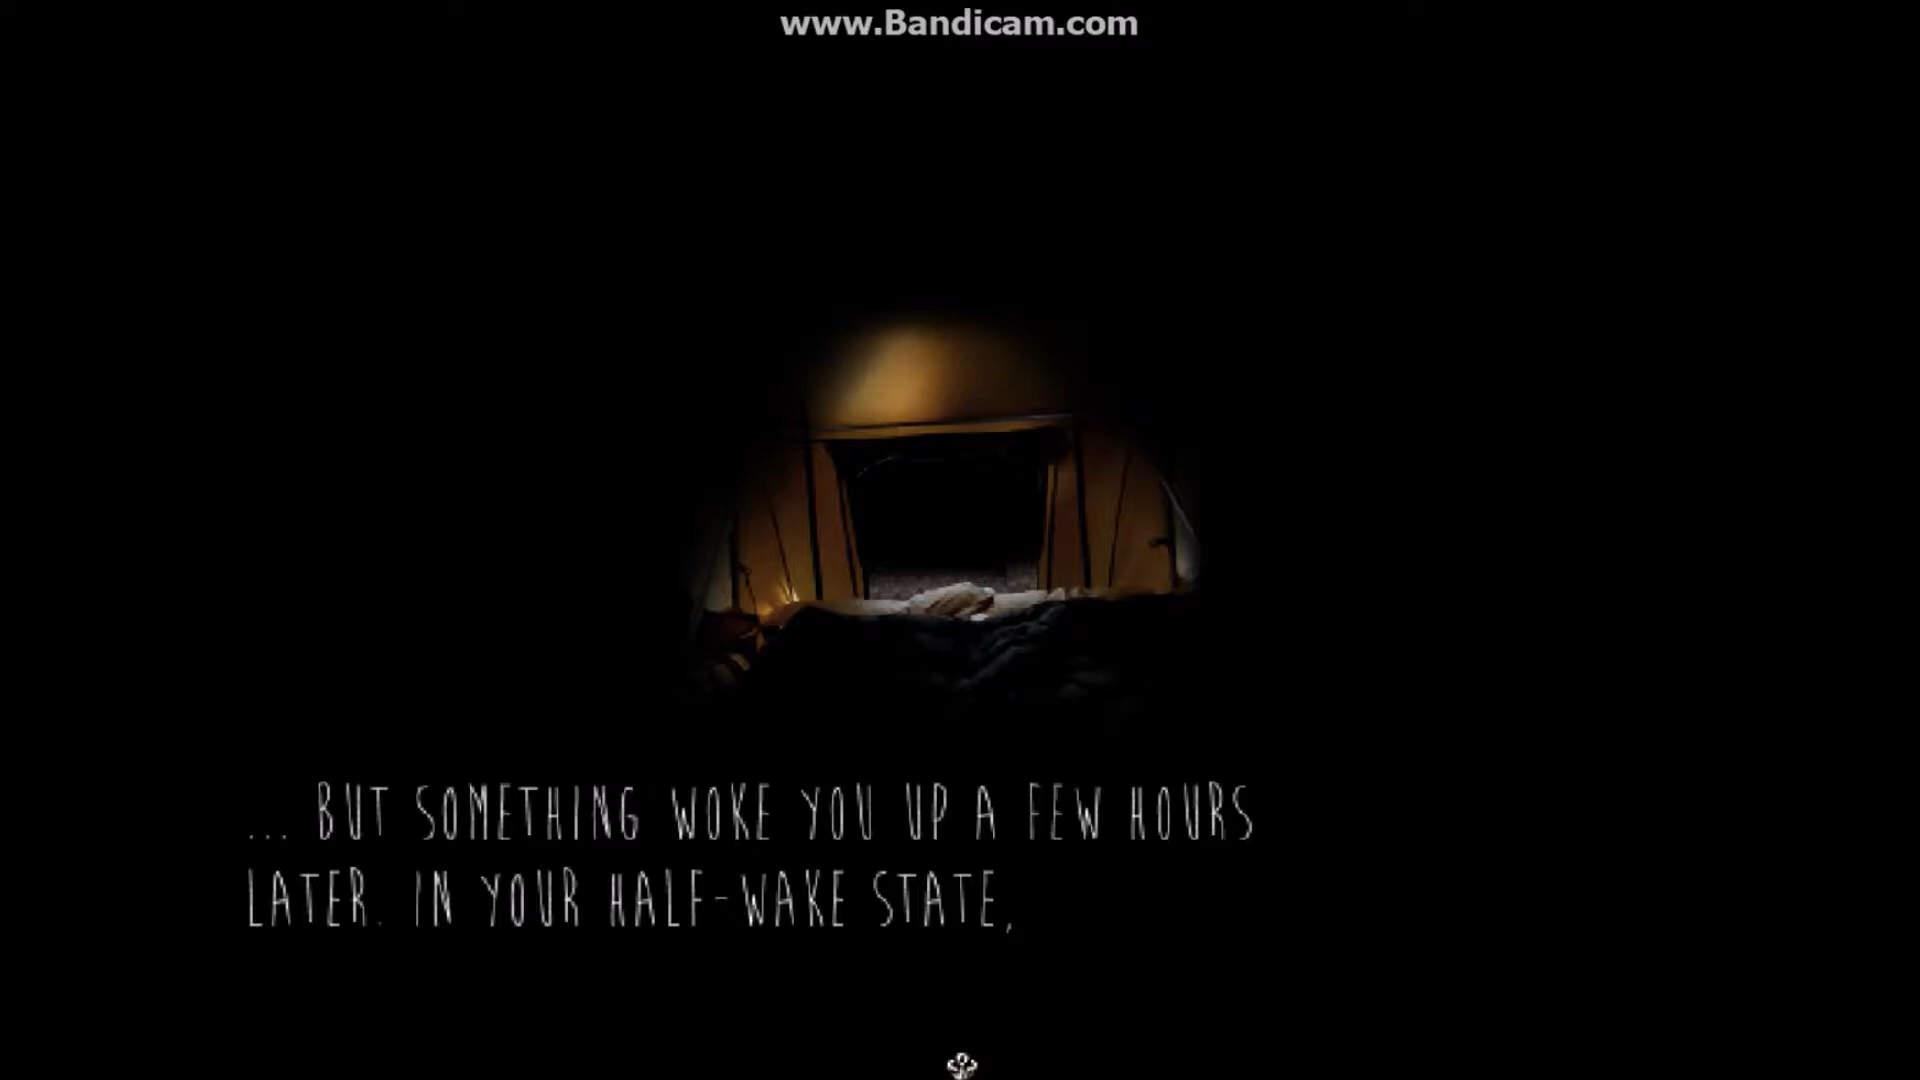 www.Bandicam.com
... BUT SOMETHING WOKE YOU UP A FEW HOURS
LATER. IN YOUR HALF-WAKE STATE,